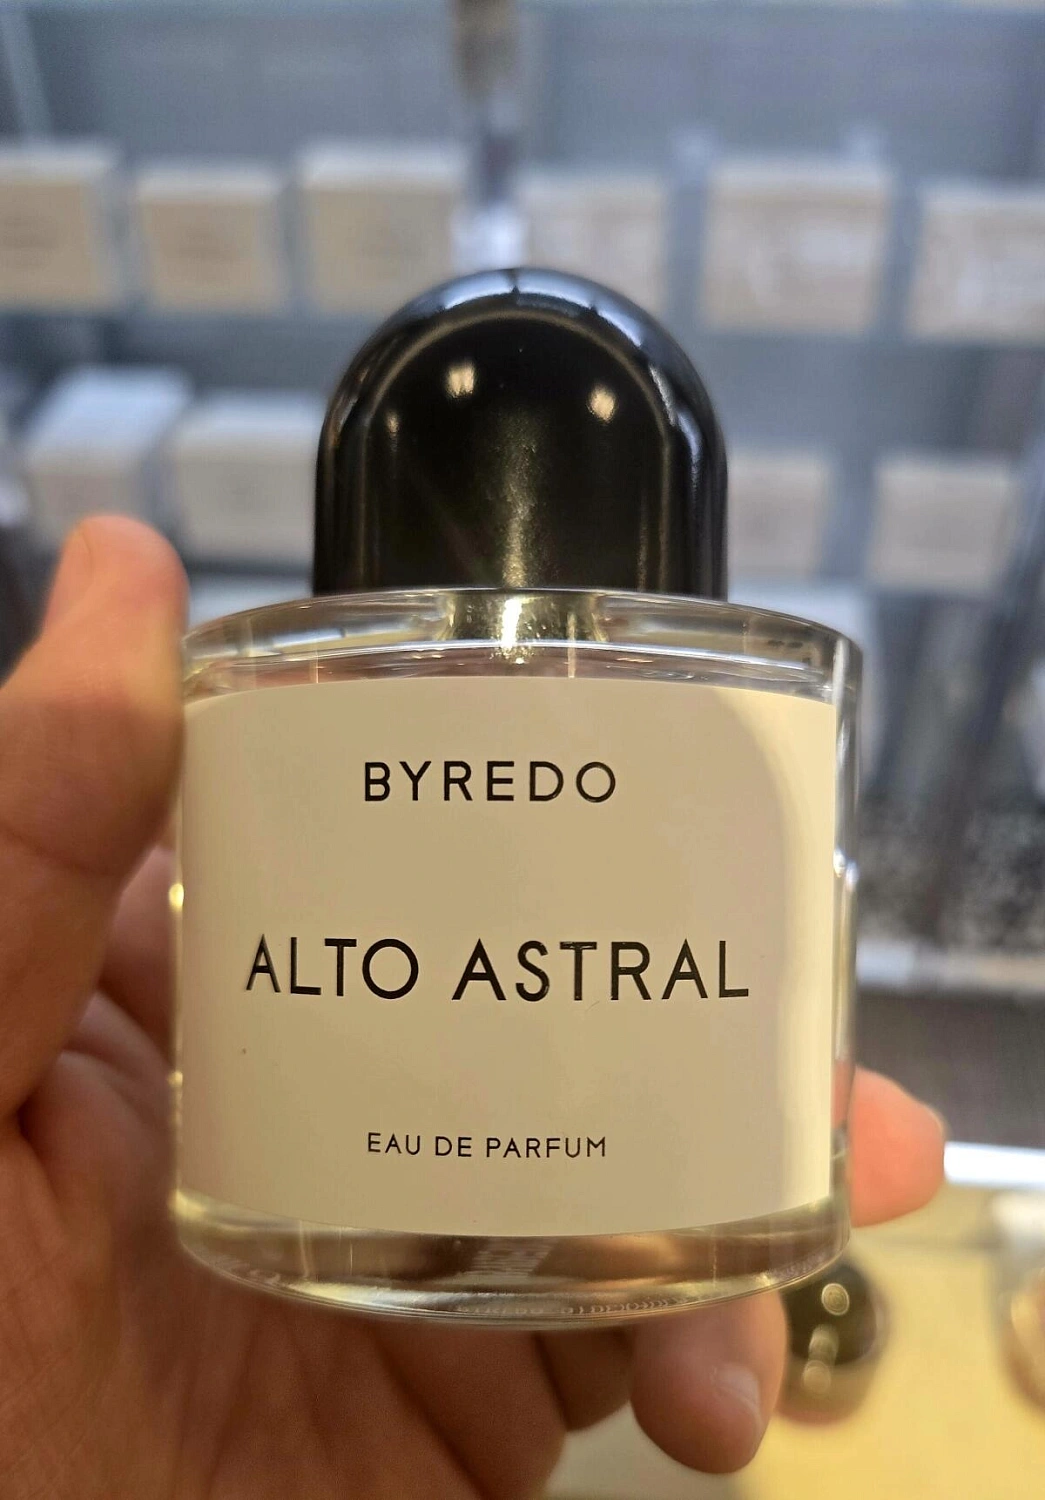 BYREDO
ALTO ASTRAL
EAU DE PARFUM